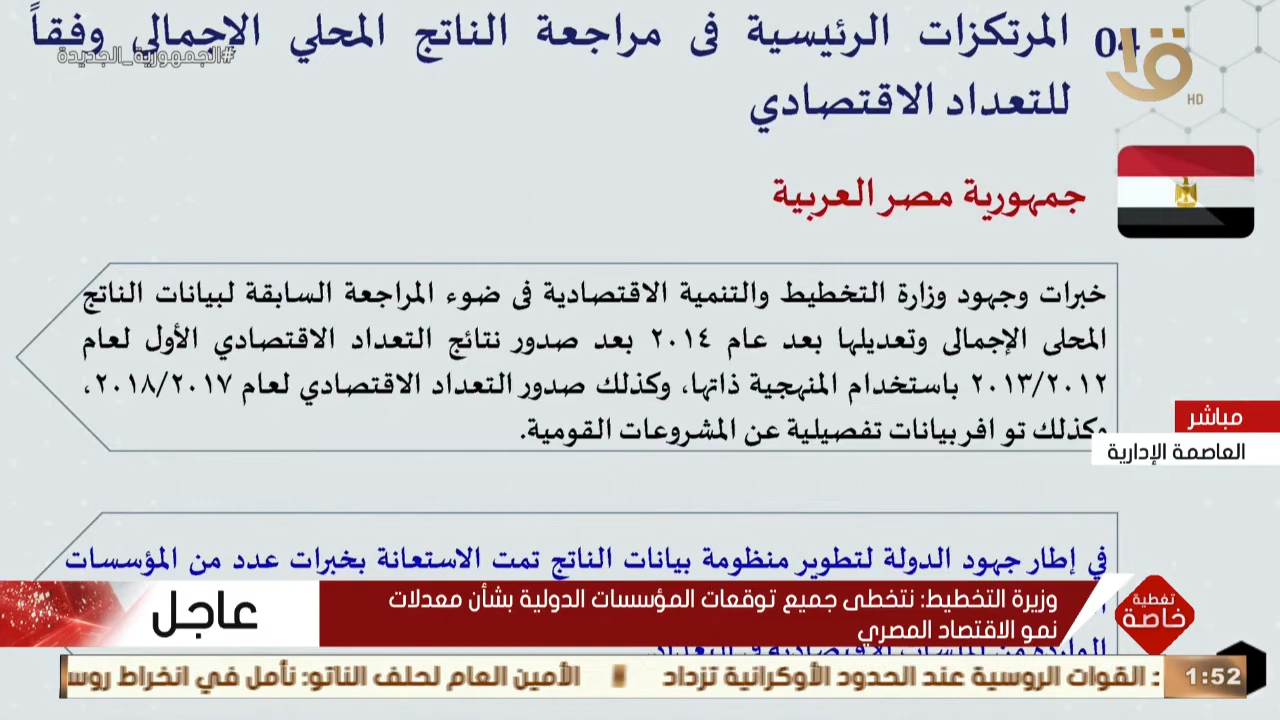 04 المرتكزات الرئيسية فى مراجعة الناتج المحلي الإجمالي وفقاً
#الجمهورية_الجديدة
HD
للتعداد الاقتصادي
جمهورية مصر العربية
خبرات وجهود وزارة التخطيط والتنمية الاقتصادية فى ضوء المراجعة السابقة لبيانات الناتج
المحلى الإجمالى وتعديلها بعد عام ٢٠١٤ بعد صدور نتائج التعداد الاقتصادي الأول لعام
٢٠١٣/٢٠١٢ باستخدام المنهجية ذاتها، وكذلك صدور التعداد الاقتصادي لعام ٢٠١٨/٢٠١٧،
وكذلك تو افر بيانات تفصيلية عن المشروعات القومية.
مباشر
العاصمة الإدارية
في إطار جهود الدولة لتطوير منظومة بيانات الناتج تمت الاستعانة بخبرات عدد من المؤسسات
تغطية
خاصة
وزيرة التخطيط: نتخطى جميع توقعات المؤسسات الدولية بشأن معدلات
نمو الاقتصاد المصري
عاجل
1:52
: القوات الروسية عند الحدود الأوكرانية تزداد
الأمين العام لحلف الناتو: نأمل في انخراط روس